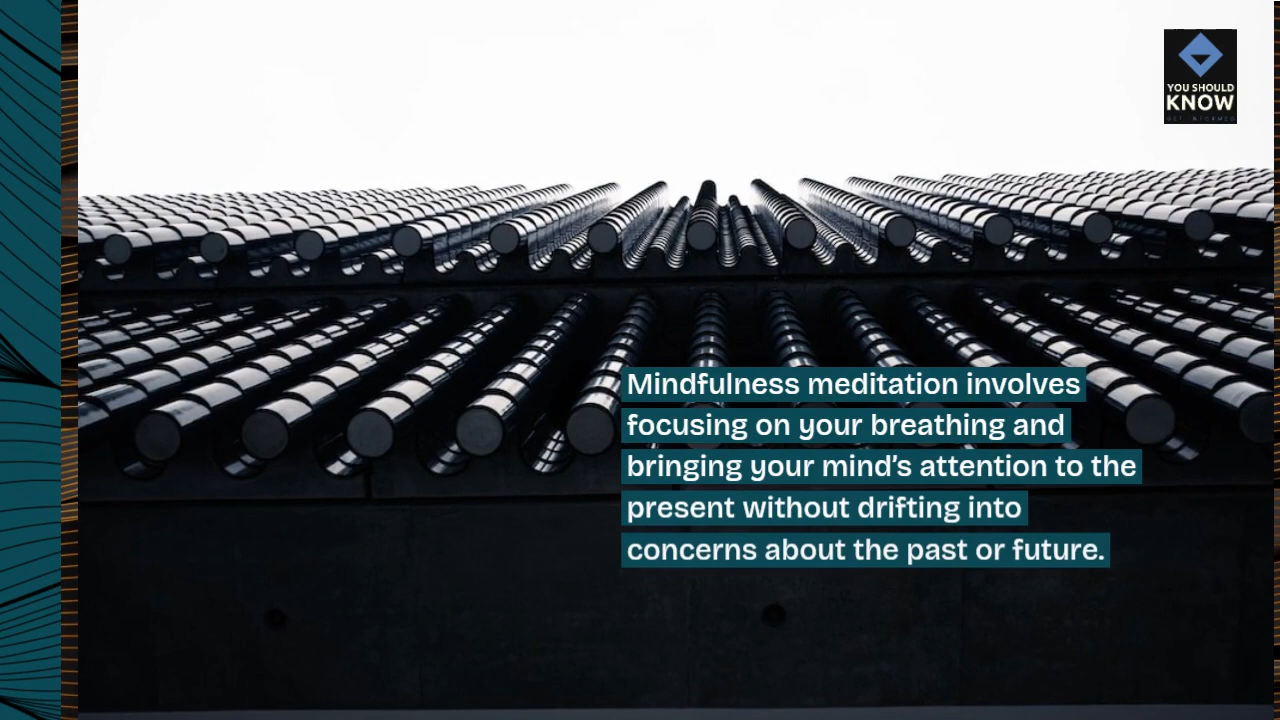 YOU SHOULD
KNOW
Mindfulness meditation involves
focusing on your breathing and
bringing your mind's attention to the
present without drifting into
concerns about the past or future.